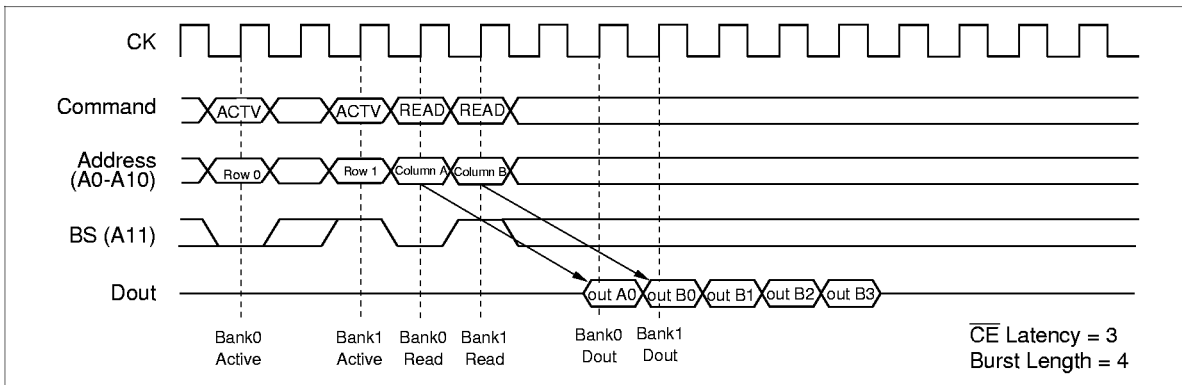 CK
Command
ACTV
ACTV
READ
READ
Address
(A0-A10)
Row 0
Row 1
Column A
Column B
BS (A11)
Dout
out A0
out B0
out B1
out B2
out B3
Bank0
Active
Bank1
Active
Bank0
Read
Bank1
Read
Bank0
Dout
Bank1
Dout
CE Latency = 3
Burst Length = 4